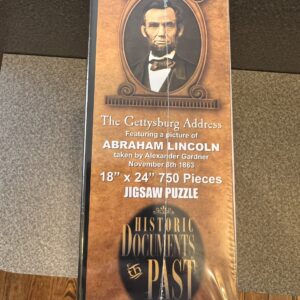 The Gettysburg Address
Featuring a picture of
ABRAHAM LINCOLN
taken by Alexander Gardner
November 8th 1863
18” x 24” 750 Pieces
JIGSAW PUZZLE
HISTORIC
DOCUMENTS
PAST